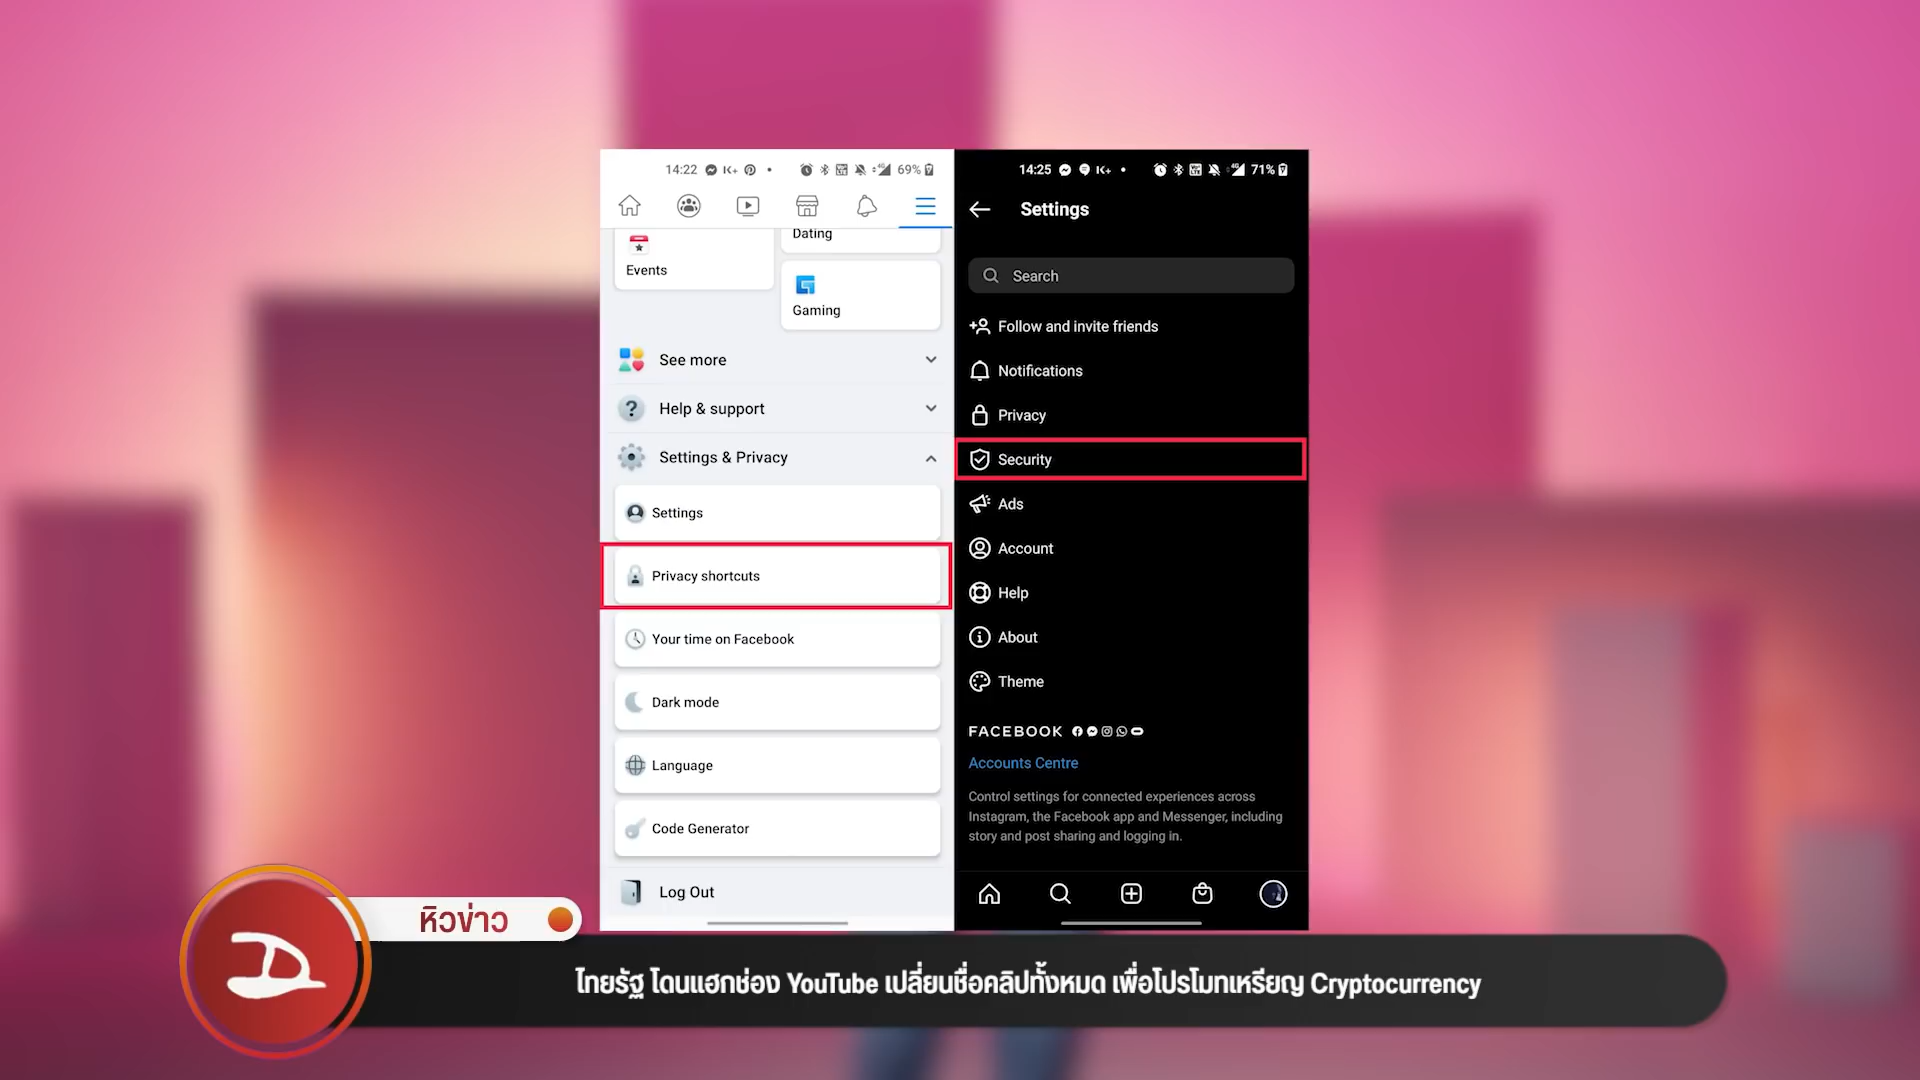 14:22 K+ 69%
Dating
Events
Gaming
See more
Help & support
Settings & Privacy
Settings
Privacy shortcuts
Your time on Facebook
Dark mode
Language
Code Generator
Log Out
14:25 K+ 71%
Settings
Search
Follow and invite friends
Notifications
Privacy
Security
Ads
Account
Help
About
Theme
FACEBOOK
Accounts Centre
Control settings for connected experiences across
Instagram, the Facebook app and Messenger, including
story and post sharing and logging in.
หิวข่าว
ไทยรัฐ โดนแฮกช่อง YouTube เปลี่ยนชื่อคลิปทั้งหมด เพื่อโปรโมทเหรียญ Cryptocurrency